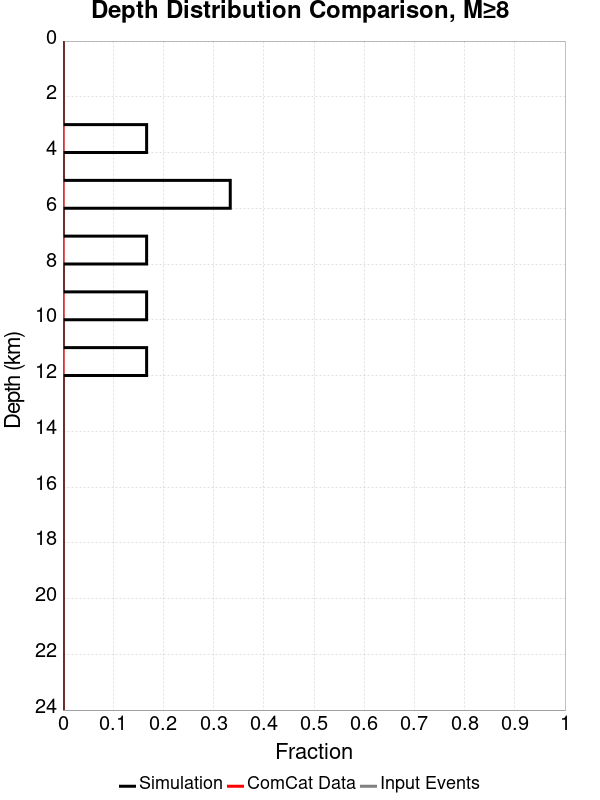 Depth Distribution Comparison, M≥8
0
2
4
6
8
10
12
14
16
18
20
22
24
Depth (km)
0 0.1 0.2 0.3 0.4 0.5 0.6 0.7 0.8 0.9 1
Fraction
Simulation ComCat Data Input Events